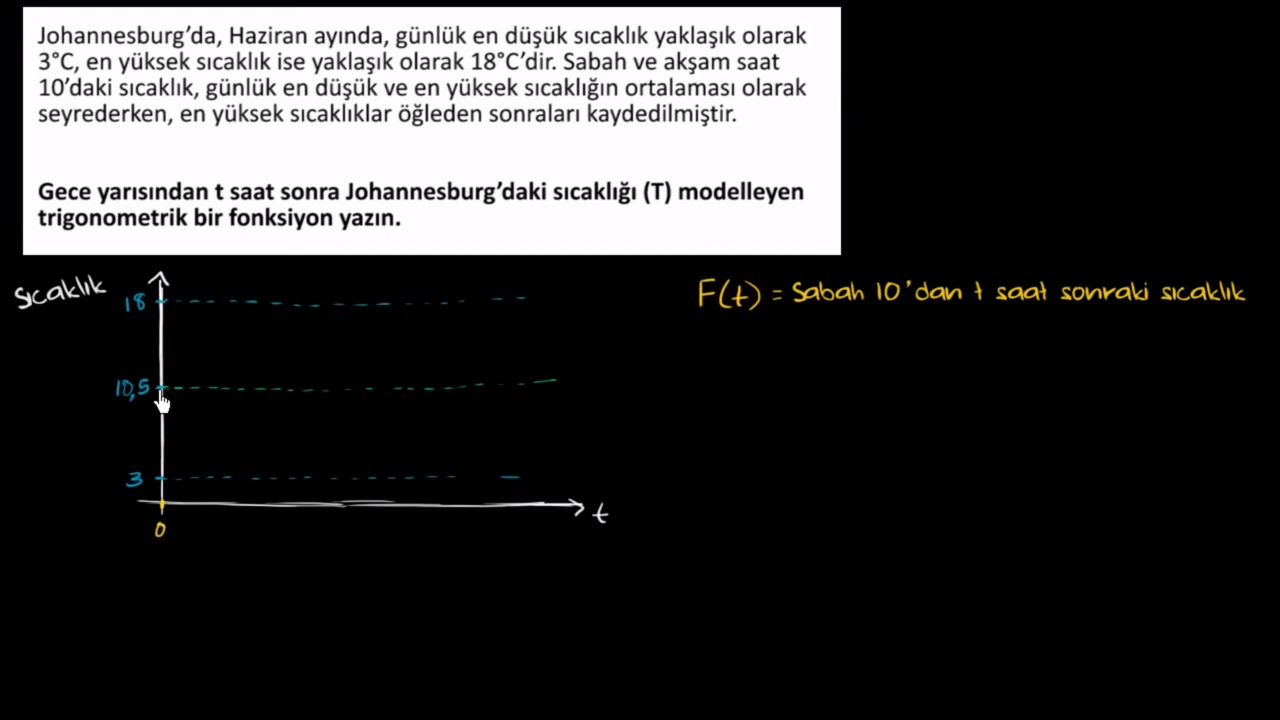 Johannesburg’da, Haziran ayında, günlük en düşük sıcaklık yaklaşık olarak
3°C, en yüksek sıcaklık ise yaklaşık olarak 18°C’dir. Sabah ve akşam saat
10’daki sıcaklık, günlük en düşük ve en yüksek sıcaklığın ortalaması olarak
seyrederken, en yüksek sıcaklıklar öğleden sonraları kaydedilmiştir.
Gece yarısından t saat sonra Johannesburg’daki sıcaklığı (T) modelleyen
trigonometrik bir fonksiyon yazın.
Sıcaklık
18
F(t) = Sabah 10'dan t saat sonraki sıcaklık
10,5
3
t
0